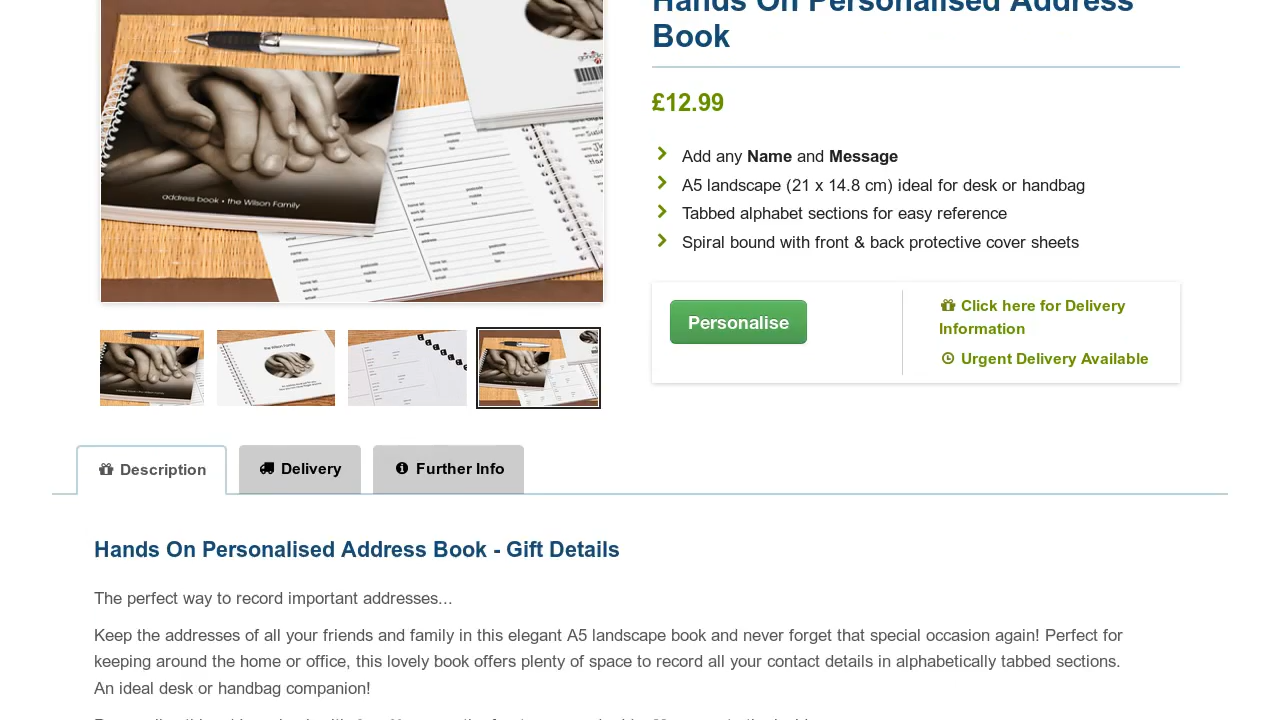 Hands On Personalised Address
Book
£12.99
Add any Name and Message
A5 landscape (21 x 14.8 cm) ideal for desk or handbag
Tabbed alphabet sections for easy reference
Spiral bound with front & back protective cover sheets
Personalise
Click here for Delivery
Information
Urgent Delivery Available
address book • the Wilson Family
the Wilson Family
Description
Delivery
Further Info
Hands On Personalised Address Book - Gift Details
The perfect way to record important addresses...
Keep the addresses of all your friends and family in this elegant A5 landscape book and never forget that special occasion again! Perfect for
keeping around the home or office, this lovely book offers plenty of space to record all your contact details in alphabetically tabbed sections.
An ideal desk or handbag companion!